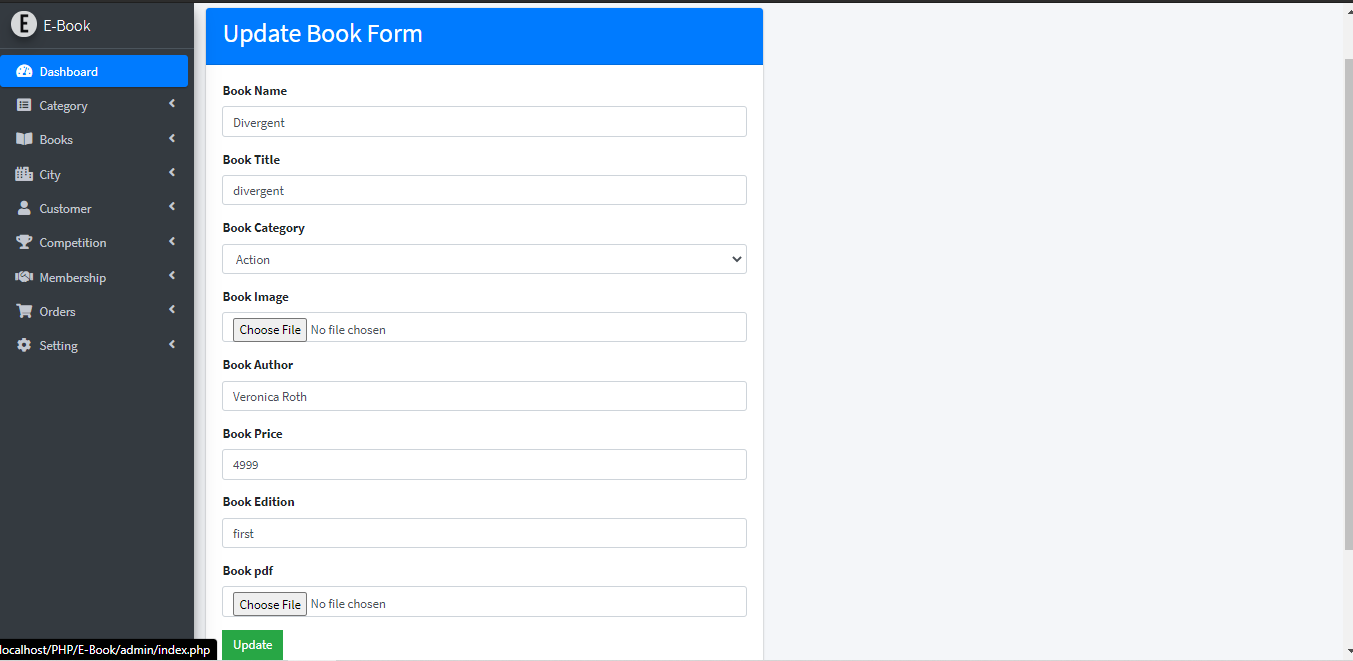 E E-Book
Dashboard
Category
Books
City
Customer
Competition
Membership
Orders
Setting
Update Book Form
Book Name
Divergent
Book Title
divergent
Book Category
Action
Book Image
Choose File No file chosen
Book Author
Veronica Roth
Book Price
4999
Book Edition
first
Book pdf
Choose File No file chosen
Update
localhost/PHP/E-Book/admin/index.php